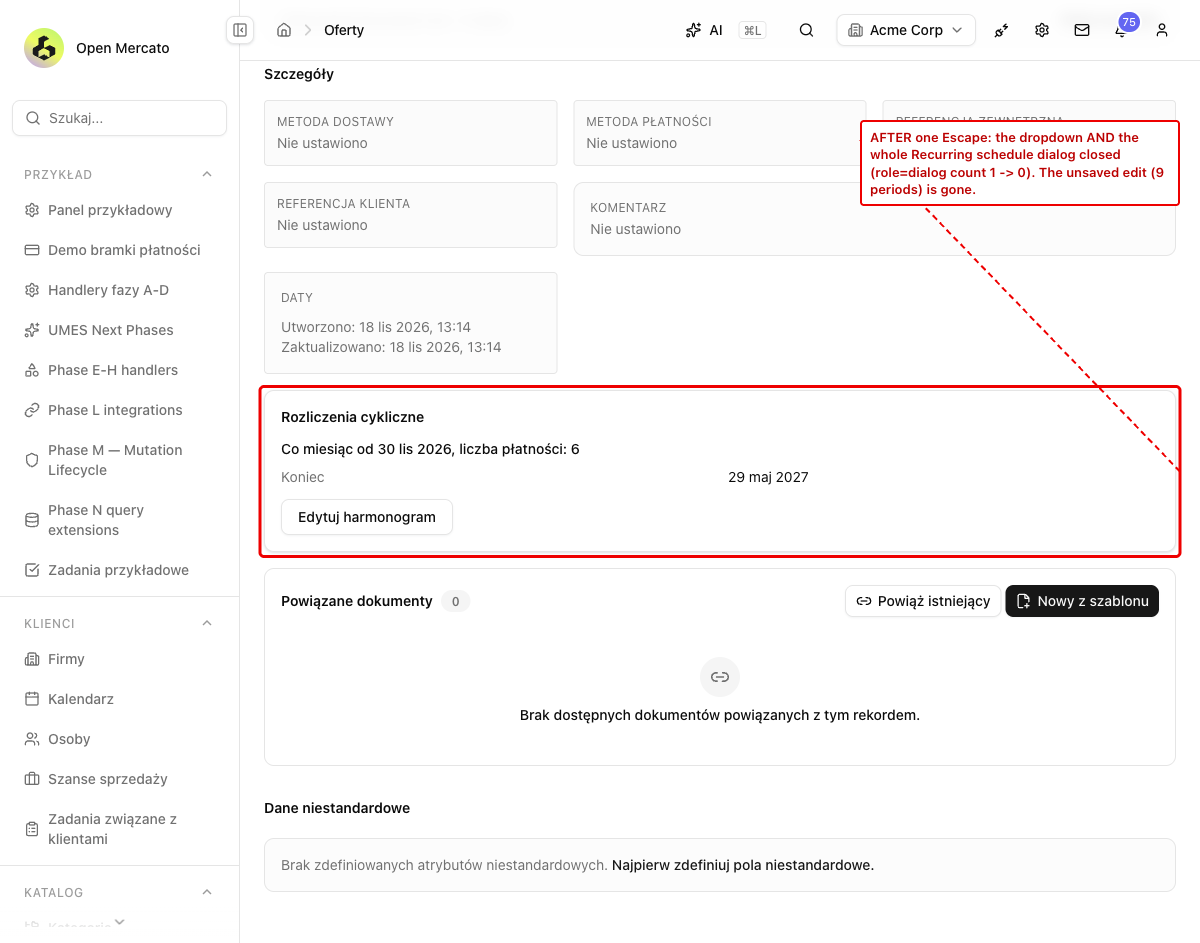 Open Mercato
Oferty
AI
⌘L
Acme Corp
75
Szukaj...
PRZYKŁAD
Panel przykładowy
Demo bramki płatności
Handlery fazy A-D
UMES Next Phases
Phase E-H handlers
Phase L integrations
Phase M — Mutation
Lifecycle
Phase N query
extensions
Zadania przykładowe
KLIENCI
Firmy
Kalendarz
Osoby
Szanse sprzedaży
Zadania związane z
klientami
KATALOG
Szczegóły
METODA DOSTAWY
Nie ustawiono
METODA PŁATNOŚCI
Nie ustawiono
REFERENCJA ZEWNĘTRZNA
AFTER one Escape: the dropdown AND the
whole Recurring schedule dialog closed
(role=dialog count 1 -> 0). The unsaved edit (9
periods) is gone.
REFERENCJA KLIENTA
Nie ustawiono
KOMENTARZ
Nie ustawiono
DATY
Utworzono: 18 lis 2026, 13:14
Zaktualizowano: 18 lis 2026, 13:14
Rozliczenia cykliczne
Co miesiąc od 30 lis 2026, liczba płatności: 6
Koniec
29 maj 2027
Edytuj harmonogram
Powiązane dokumenty 0
Powiąż istniejący
Nowy z szablonu
Brak dostępnych dokumentów powiązanych z tym rekordem.
Dane niestandardowe
Brak zdefiniowanych atrybutów niestandardowych. Najpierw zdefiniuj pola niestandardowe.